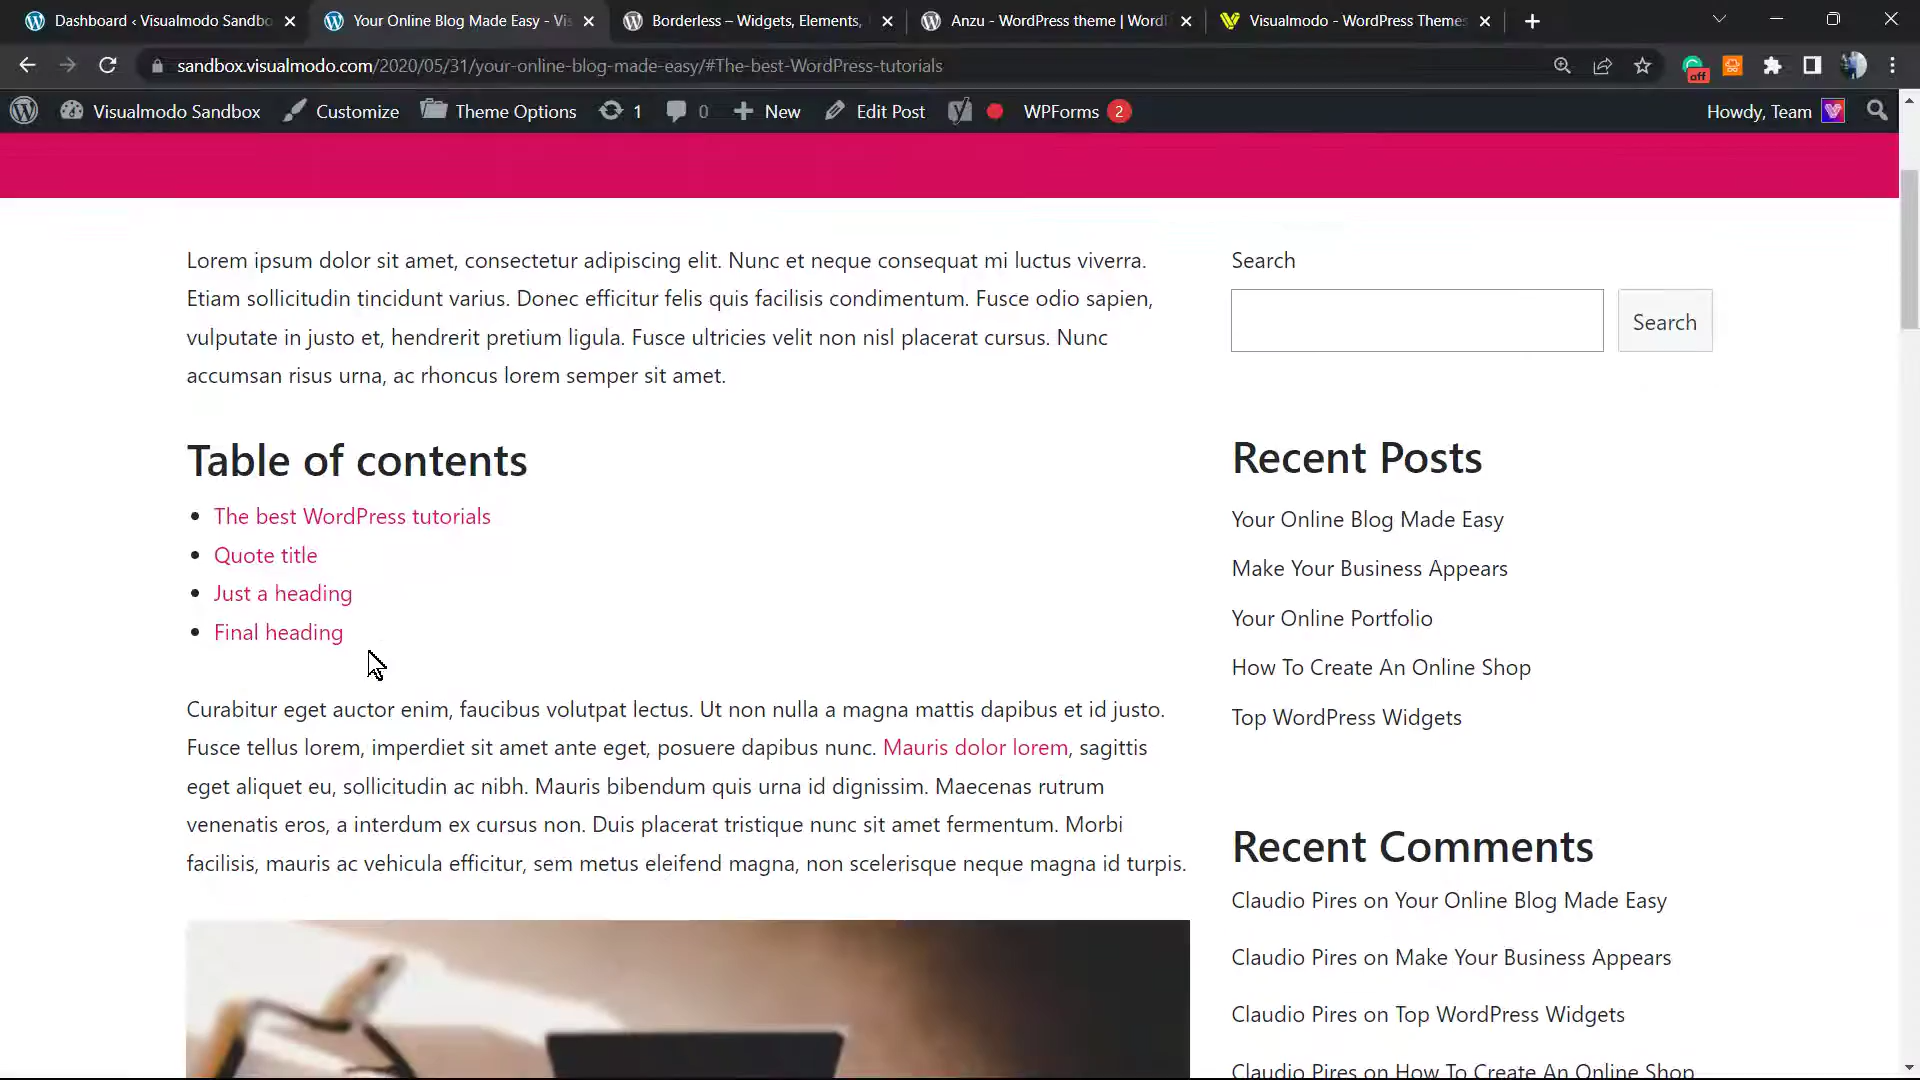 Dashboard ‹ Visualmodo Sandbo
Your Online Blog Made Easy - Vis
Borderless – Widgets, Elements,
Anzu - WordPress theme | WordP
Visualmodo - WordPress Themes
sandbox.visualmodo.com/2020/05/31/your-online-blog-made-easy/#The-best-WordPress-tutorials
off
Visualmodo Sandbox
Customize
Theme Options
1
0
New
Edit Post
WPForms 2
Howdy, Team
Lorem ipsum dolor sit amet, consectetur adipiscing elit. Nunc et neque consequat mi luctus viverra.
Etiam sollicitudin tincidunt varius. Donec efficitur felis quis facilisis condimentum. Fusce odio sapien,
vulputate in justo et, hendrerit pretium ligula. Fusce ultricies velit non nisl placerat cursus. Nunc
accumsan risus urna, ac rhoncus lorem semper sit amet.
Table of contents
The best WordPress tutorials
Quote title
Just a heading
Final heading
Curabitur eget auctor enim, faucibus volutpat lectus. Ut non nulla a magna mattis dapibus et id justo.
Fusce tellus lorem, imperdiet sit amet ante eget, posuere dapibus nunc. Mauris dolor lorem, sagittis
eget aliquet eu, sollicitudin ac nibh. Mauris bibendum quis urna id dignissim. Maecenas rutrum
venenatis eros, a interdum ex cursus non. Duis placerat tristique nunc sit amet fermentum. Morbi
facilisis, mauris ac vehicula efficitur, sem metus eleifend magna, non scelerisque neque magna id turpis.
Search
Search
Recent Posts
Your Online Blog Made Easy
Make Your Business Appears
Your Online Portfolio
How To Create An Online Shop
Top WordPress Widgets
Recent Comments
Claudio Pires on Your Online Blog Made Easy
Claudio Pires on Make Your Business Appears
Claudio Pires on Top WordPress Widgets
Claudio Pires on How To Create An Online Shop